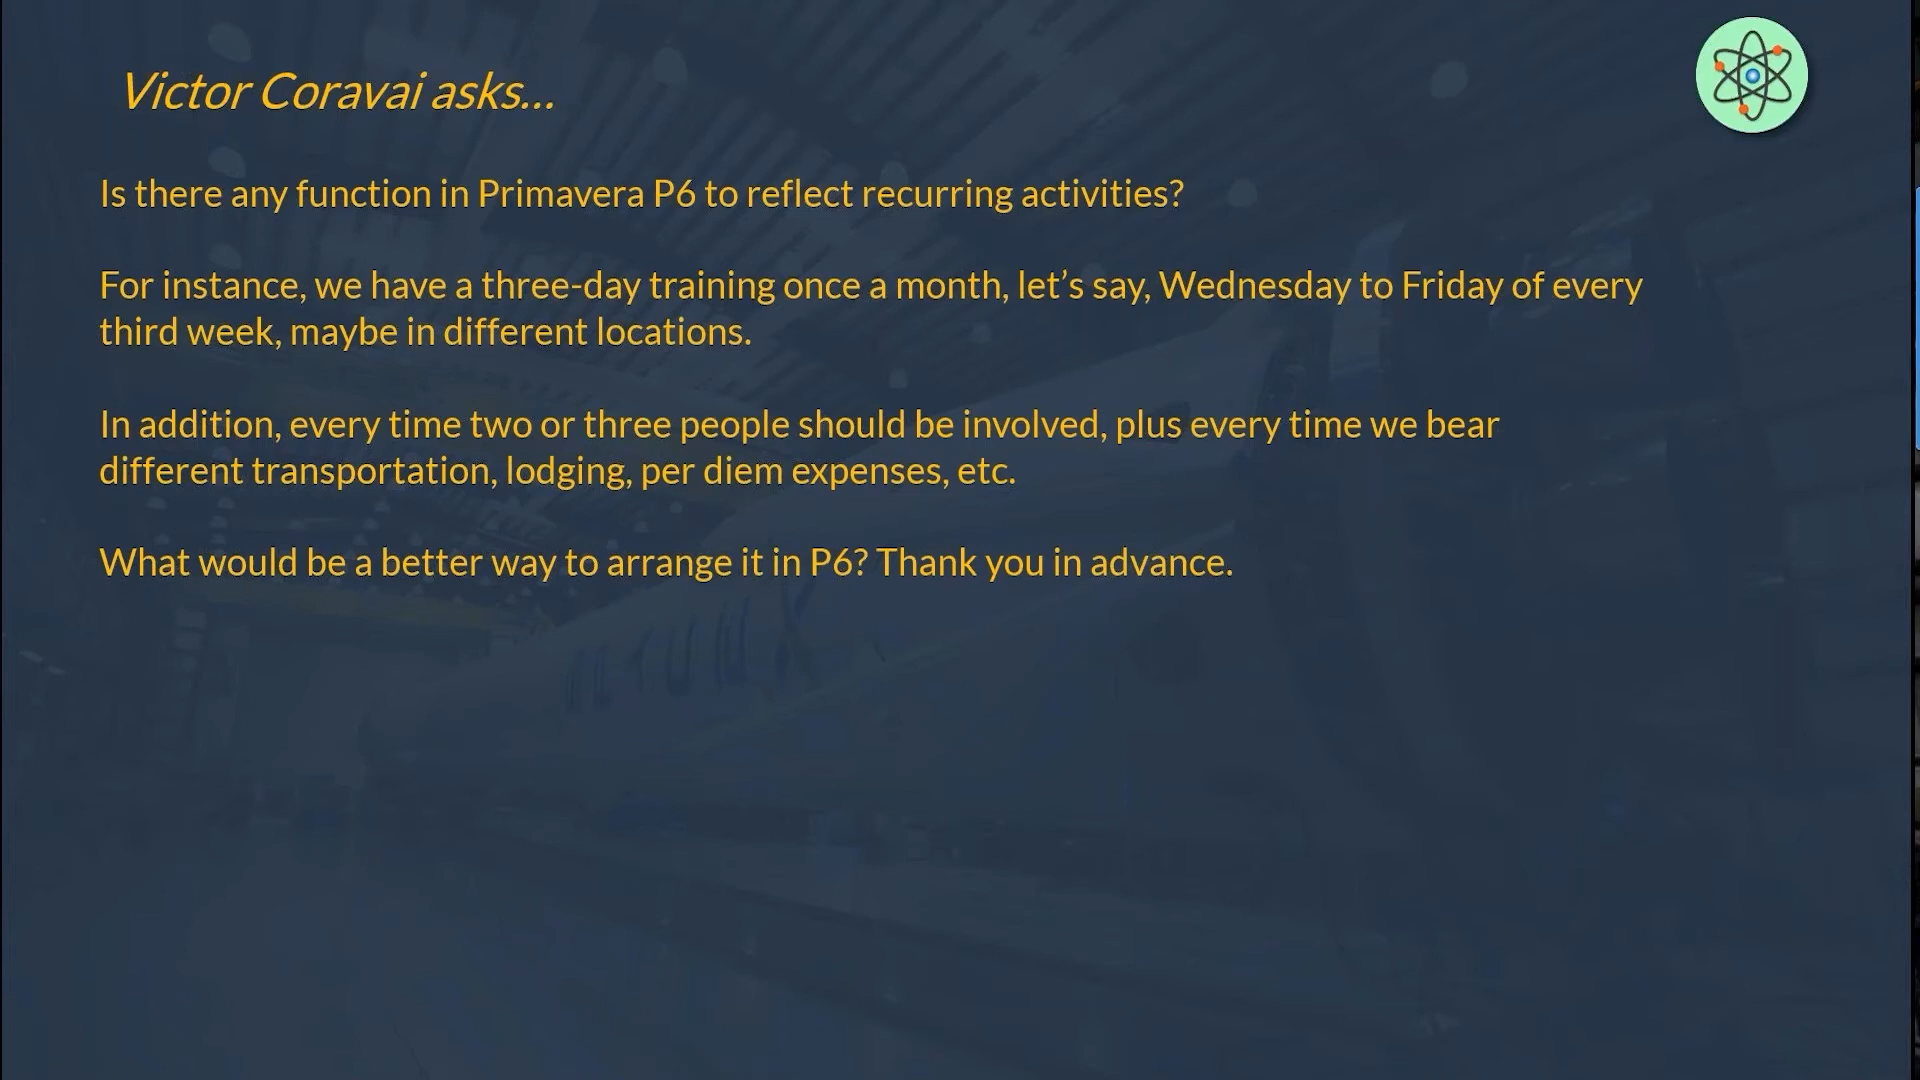 Victor Coravai asks...
Is there any function in Primavera P6 to reflect recurring activities?
For instance, we have a three-day training once a month, let’s say, Wednesday to Friday of every
third week, maybe in different locations.
In addition, every time two or three people should be involved, plus every time we bear
different transportation, lodging, per diem expenses, etc.
What would be a better way to arrange it in P6? Thank you in advance.